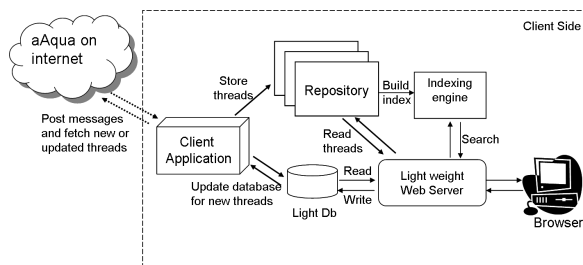 Client Side
aAqua on
internet
Store
threads
Repository
Build
index
Indexing
engine
Post messages
and fetch new or
updated threads
Client
Application
Read
threads
Search
Update database
for new threads
Light Db
Read
Write
Light weight
Web Server
Browser